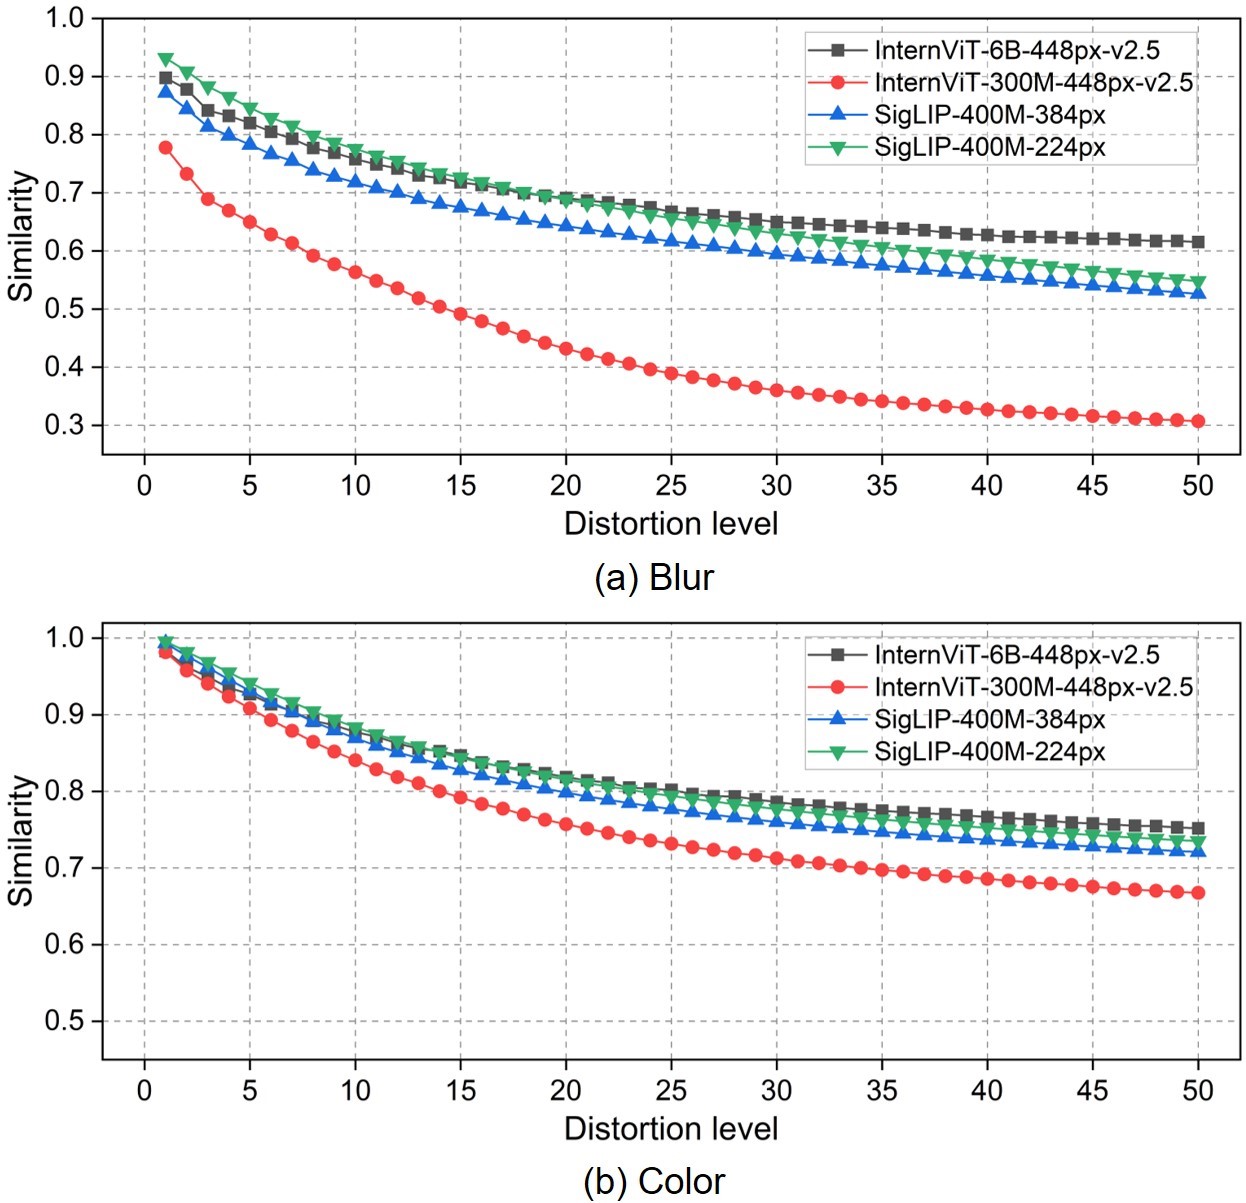 1.0
0.9
0.8
0.7
0.6
0.5
0.4
0.3
Similarity
InternViT-6B-448px-v2.5
InternViT-300M-448px-v2.5
SigLIP-400M-384px
SigLIP-400M-224px
0 5 10 15 20 25 30 35 40 45 50
Distortion level
(a) Blur
1.0
0.9
0.8
0.7
0.6
0.5
Similarity
InternViT-6B-448px-v2.5
InternViT-300M-448px-v2.5
SigLIP-400M-384px
SigLIP-400M-224px
0 5 10 15 20 25 30 35 40 45 50
Distortion level
(b) Color